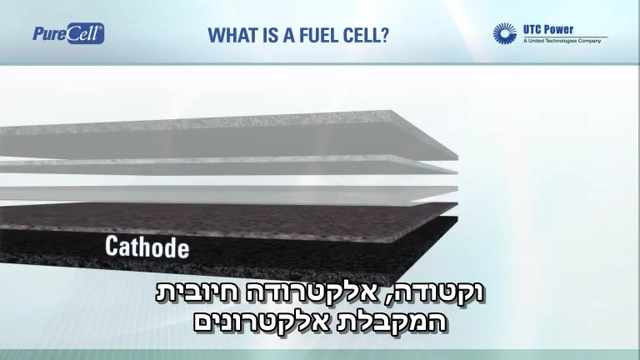 PureCell®
WHAT IS A FUEL CELL?
UTC Power
A United Technologies Company
Cathode
וקטודה, אלקטרודה חיובית
המקבלת אלקטרונים